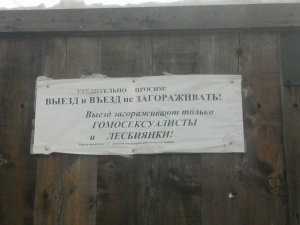 УБЕДИТЕЛЬНО ПРОСИМ!
ВЫЕЗД и ВЪЕЗД не ЗАГОРАЖИВАТЬ!
Выезд загораживают только
ГОМОСЕКСУАЛИСТЫ
и ЛЕСБИЯНКИ!